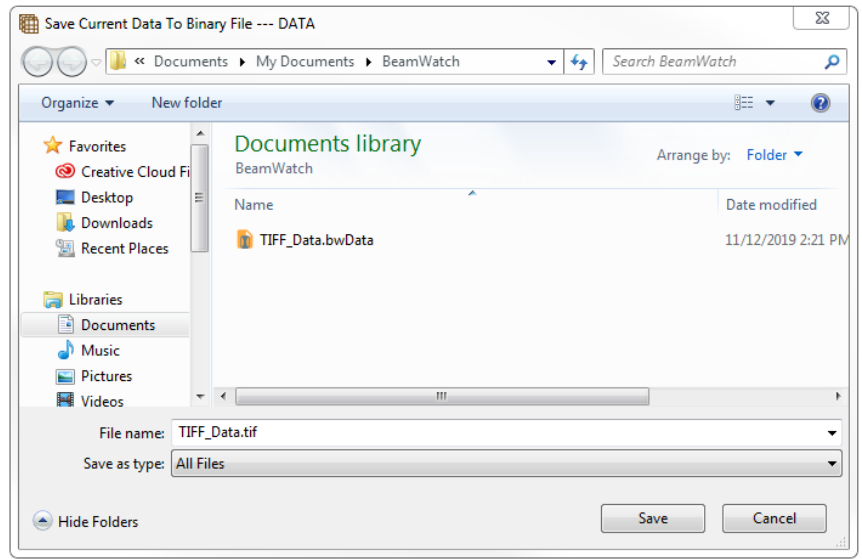 Save Current Data To Binary File --- DATA
« Documents ▸ My Documents ▸ BeamWatch
Search BeamWatch
Organize
New folder
Favorites
Creative Cloud Fi
Desktop
Downloads
Recent Places
Libraries
Documents
Music
Pictures
Videos
Documents library
BeamWatch
Arrange by: Folder
Name
Date modified
TIFF_Data.bwData
11/12/2019 2:21 PM
File name: TIFF_Data.tif
Save as type: All Files
Hide Folders
Save
Cancel